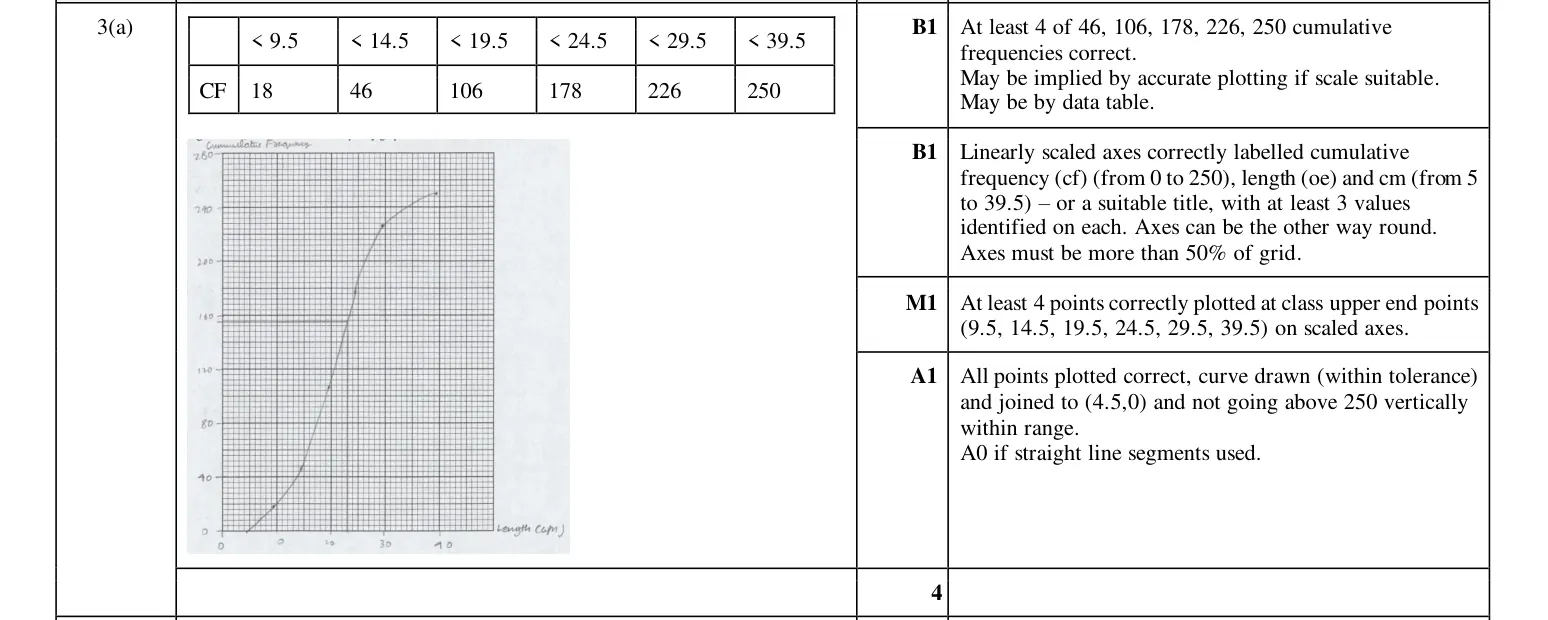 3(a)
< 9.5 < 14.5 < 19.5 < 24.5 < 29.5 < 39.5
CF 18 46 106 178 226 250
Cumulative Frequency
280
240
200
160
120
80
40
0
0 30 40
Length (cm)
B1 At least 4 of 46, 106, 178, 226, 250 cumulative
frequencies correct.
May be implied by accurate plotting if scale suitable.
May be by data table.
B1 Linearly scaled axes correctly labelled cumulative
frequency (cf) (from 0 to 250), length (oe) and cm (from 5
to 39.5) – or a suitable title, with at least 3 values
identified on each. Axes can be the other way round.
Axes must be more than 50% of grid.
M1 At least 4 points correctly plotted at class upper end points
(9.5, 14.5, 19.5, 24.5, 29.5, 39.5) on scaled axes.
A1 All points plotted correct, curve drawn (within tolerance)
and joined to (4.5,0) and not going above 250 vertically
within range.
A0 if straight line segments used.
4